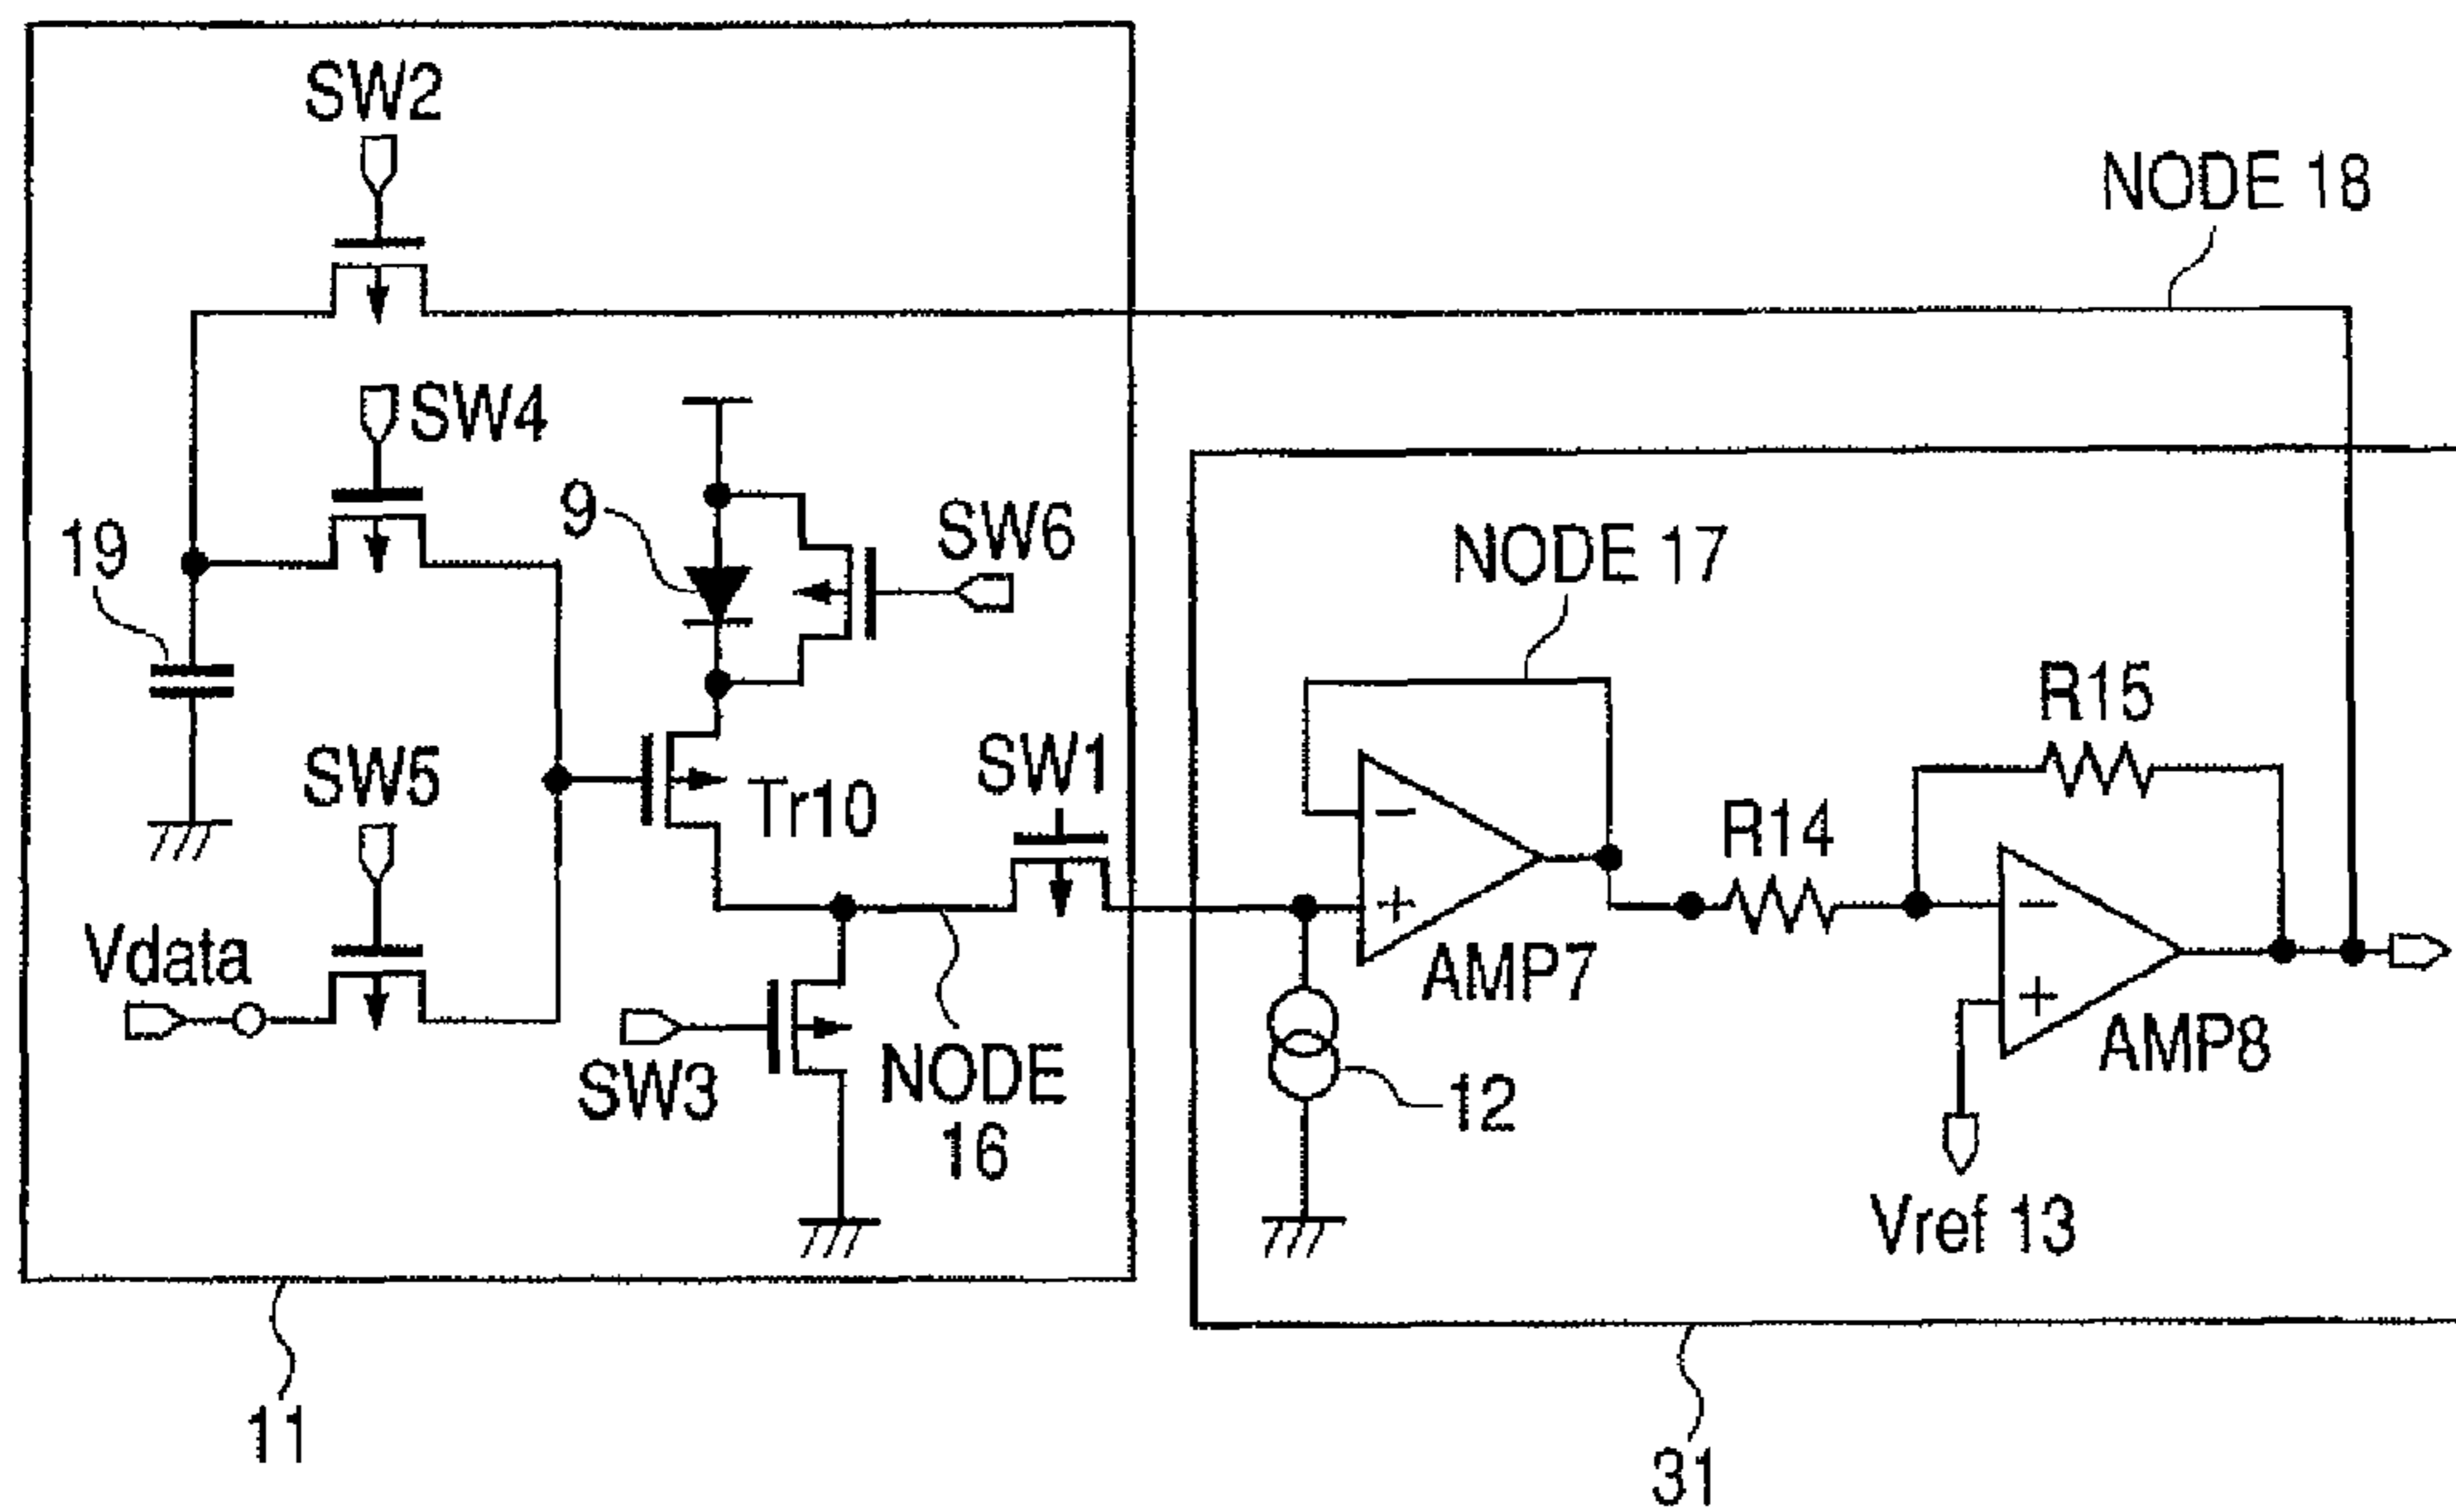 SW2
NODE 18
SW4
9
SW6
19
NODE 17
R15
SW5
SW1
Tr10
R14
Vdata
AMP7
SW3
NODE
16
12
AMP8
Vref 13
11
31